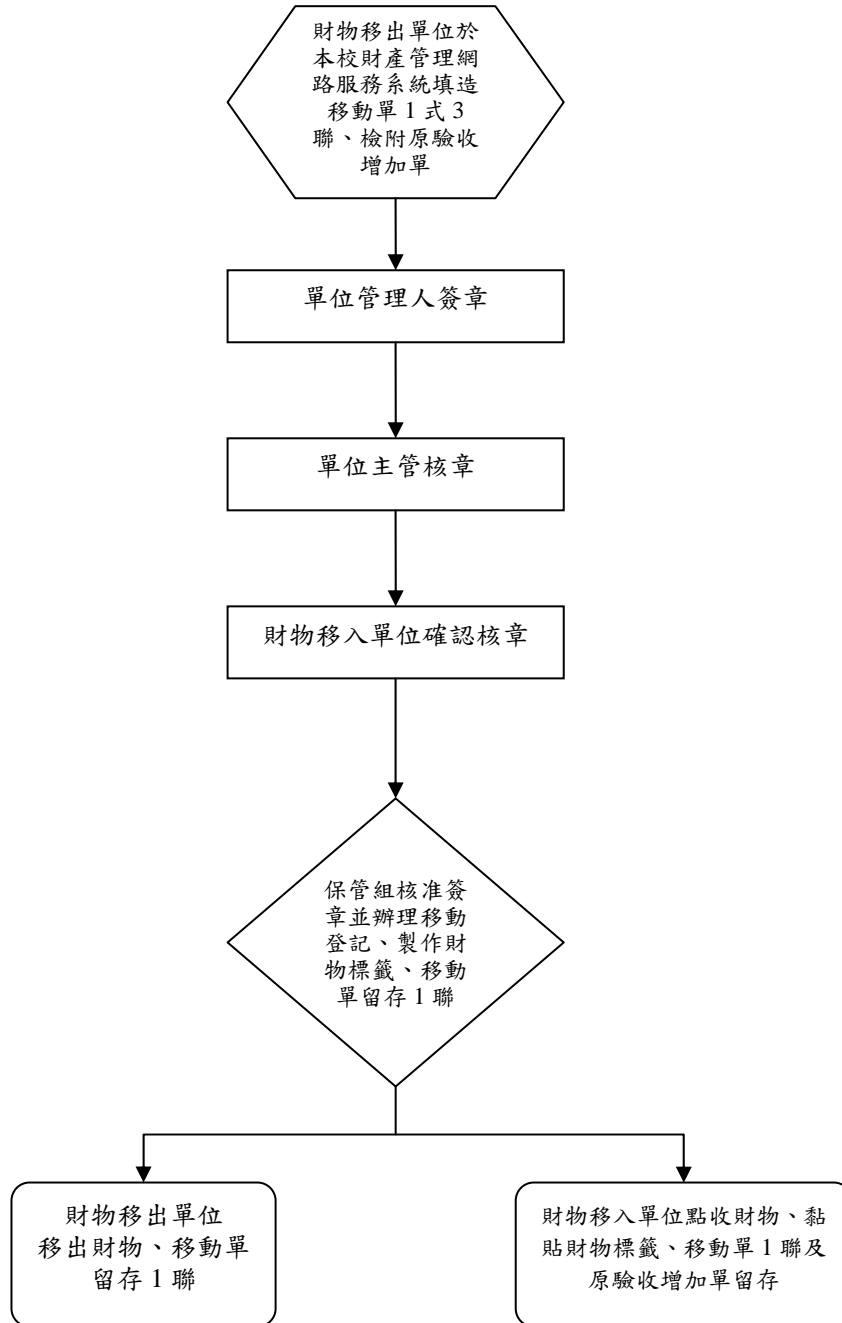 財物移出單位於
本校財產管理網
路服務系統填造
移動單 1 式 3
聯、檢附原驗收
增加單
單位管理人簽章
單位主管核章
財物移入單位確認核章
保管組核准簽
章並辦理移動
登記、製作財
物標籤、移動
單留存 1 聯
財物移出單位
移出財物、移動單
留存 1 聯
財物移入單位點收財物、黏
貼財物標籤、移動單 1 聯及
原驗收增加單留存